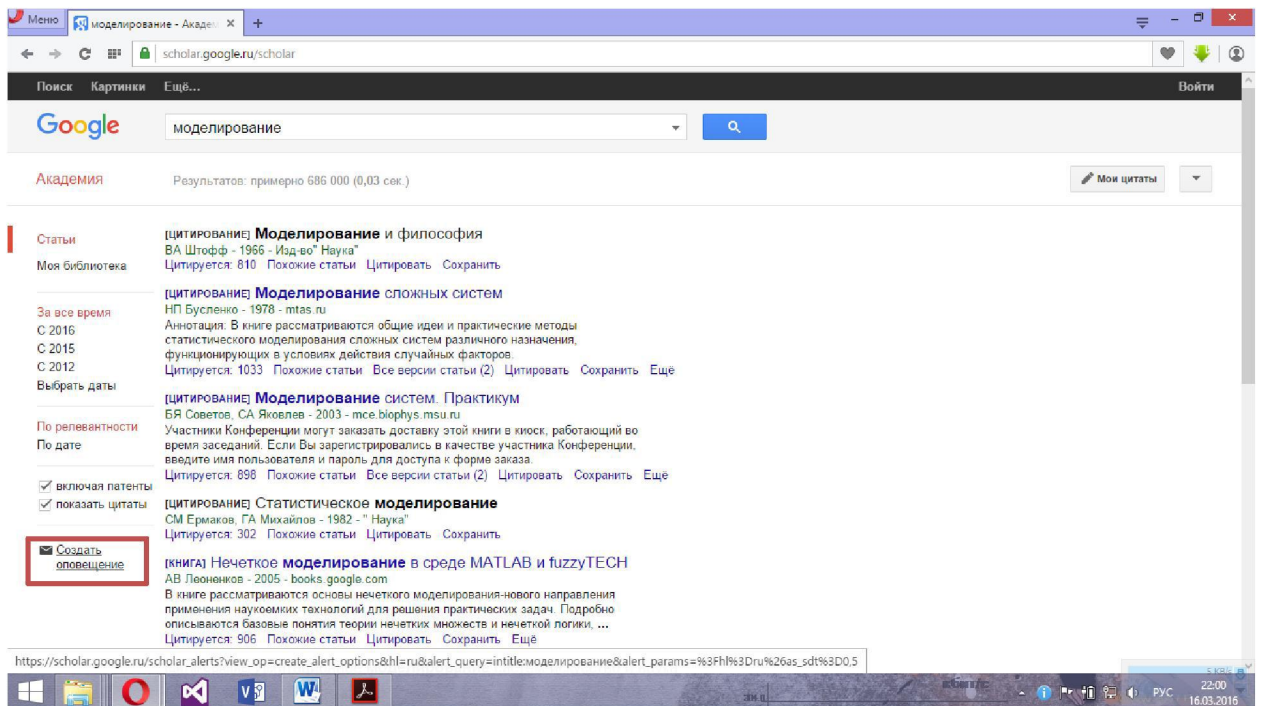 Меню моделирование - Акаде
scholar.google.ru/scholar
Поиск Картинки Ещё... Войти
Google моделирование
Академия Результатов: примерно 686 000 (0,03 сек.) Мои цитаты
Статьи
Моя библиотека
За все время
С 2016
С 2015
С 2012
Выбрать даты
По релевантности
По дате
включая патенты
показать цитаты
Создать
оповещение
[ЦИТИРОВАНИЕ] Моделирование и философия
ВА Штофф - 1966 - Изд-во" Наука"
Цитируется: 810 Похожие статьи Цитировать Сохранить
[ЦИТИРОВАНИЕ] Моделирование сложных систем
НП Бусленко - 1978 - mtas.ru
Аннотация: В книге рассматриваются общие идеи и практические методы
статистического моделирования сложных систем различного назначения,
функционирующих в условиях действия случайных факторов.
Цитируется: 1033 Похожие статьи Все версии статьи (2) Цитировать Сохранить Ещё
[ЦИТИРОВАНИЕ] Моделирование систем. Практикум
БЯ Советов, СА Яковлев - 2003 - mce.biophys.msu.ru
Участники Конференции могут заказать доставку этой книги в киоск, работающий во
время заседаний. Если Вы зарегистрировались в качестве участника Конференции,
введите имя пользователя и пароль для доступа к форме заказа.
Цитируется: 898 Похожие статьи Все версии статьи (2) Цитировать Сохранить Ещё
[ЦИТИРОВАНИЕ] Статистическое моделирование
СМ Ермаков, ГА Михайлов - 1982 - " Наука"
Цитируется: 302 Похожие статьи Цитировать Сохранить
[КНИГА] Нечеткое моделирование в среде MATLAB и fuzzyTECH
АВ Леоненков - 2005 - books.google.com
В книге рассматриваются основы нечеткого моделирования-нового направления
применения наукоемких технологий для решения практических задач. Подробно
описываются базовые понятия теории нечетких множеств и нечеткой логики, ...
Цитируется: 906 Похожие статьи Цитировать Сохранить Ещё
https://scholar.google.ru/scholar_alerts?view_op=create_alert_options&hl=ru&alert_query=intitle:моделирование&alert_params=%3Fhl%3Dru%26as_sdt%3D0,5
РУС 22:00
16.03.2016